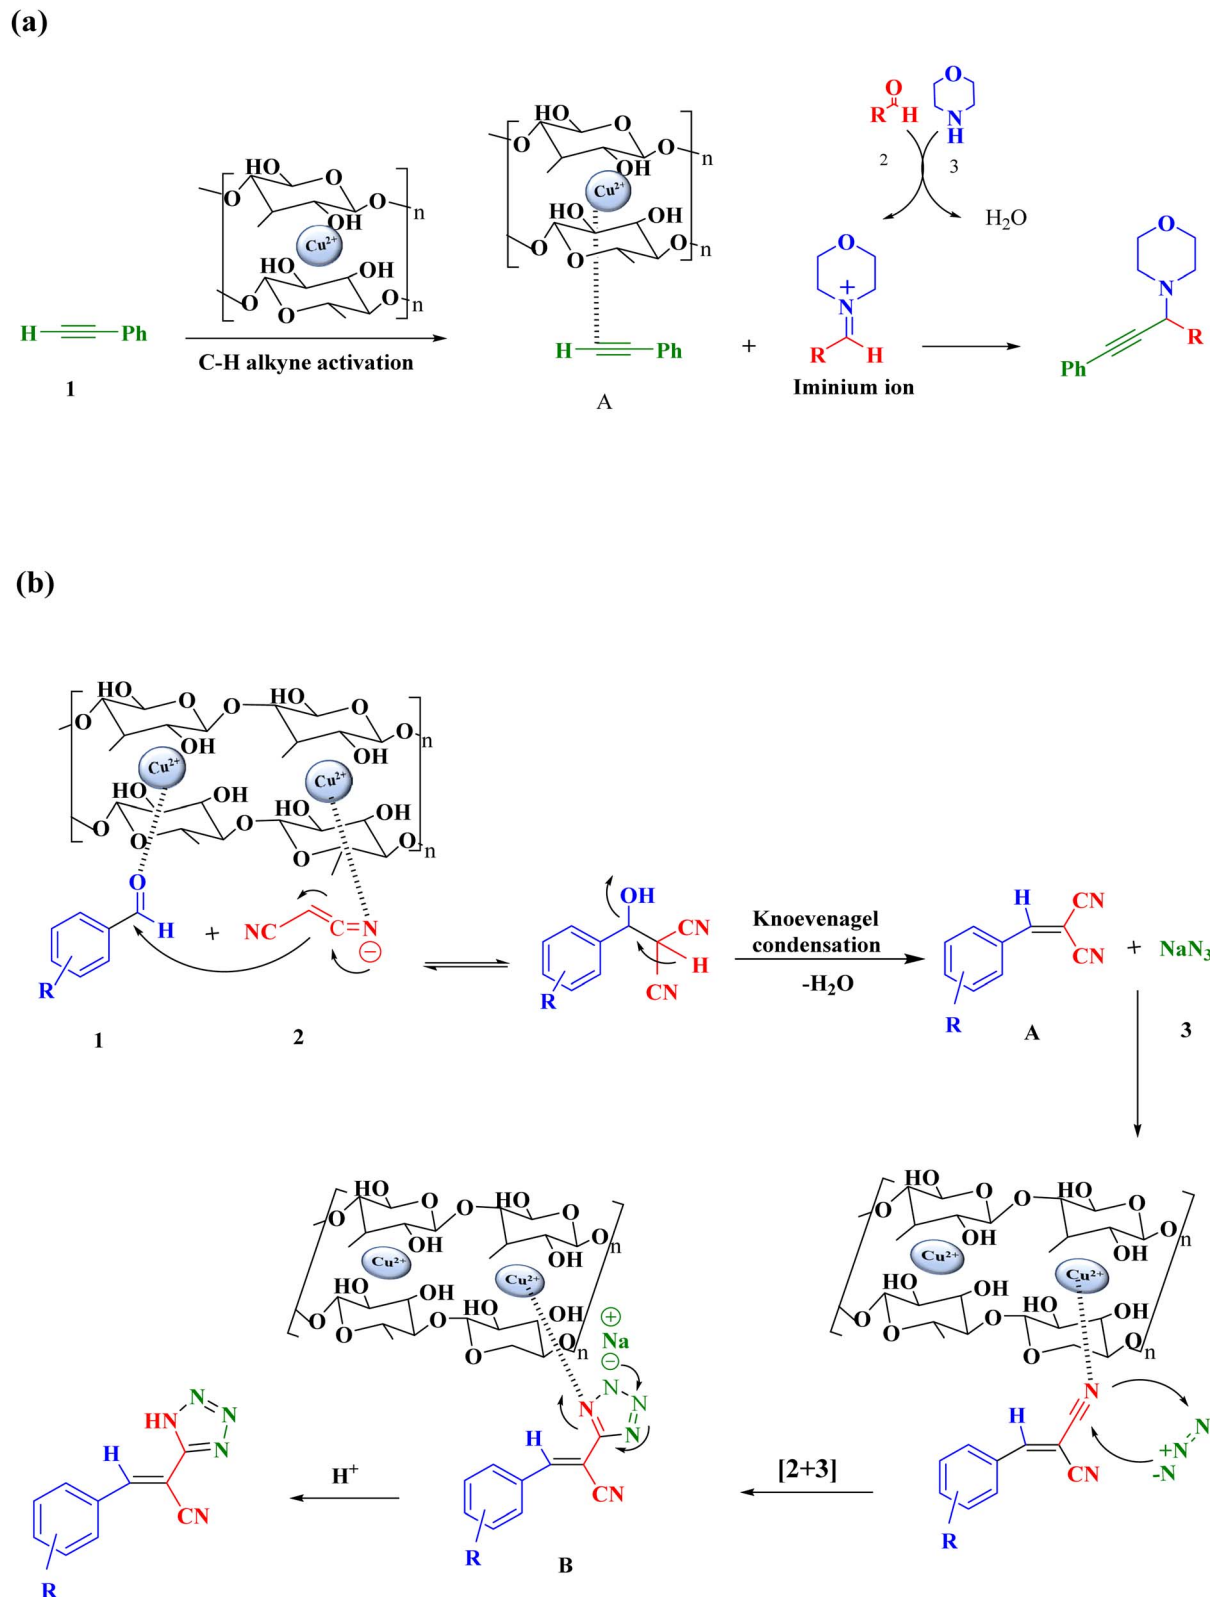 (a)
HO
O
O
OH
O
n
Cu²⁺
HO
OH
O
O
O
n
H
Ph
1
C-H alkyne activation
HO
O
O
OH
O
n
Cu²⁺
HO
OH
O
O
O
n
H
Ph
A
+
O
R
H
2
O
N
H
3
H₂O
O
N
+
R
H
Iminium ion
O
N
R
Ph
(b)
HO
O
O
OH
O
HO
O
OH
O
n
Cu²⁺
Cu²⁺
HO
OH
O
O
O
HO
OH
O
O
n
O
H
R
1
+
NC
C
N
2
OH
CN
H
CN
R
Knoevenagel
condensation
-H₂O
H
CN
CN
R
A
+
NaN₃
3
HO
O
O
OH
O
HO
O
OH
O
n
Cu²⁺
Cu²⁺
HO
OH
O
O
O
HO
OH
O
O
n
N
H
CN
R
N
N
+
-N
[2+3]
HO
O
O
OH
O
HO
O
OH
O
n
Cu²⁺
Cu²⁺
HO
OH
O
O
O
HO
OH
O
O
n
+
Na
N
N
N
N
H
CN
R
B
H⁺
N
N
N
HN
H
CN
R